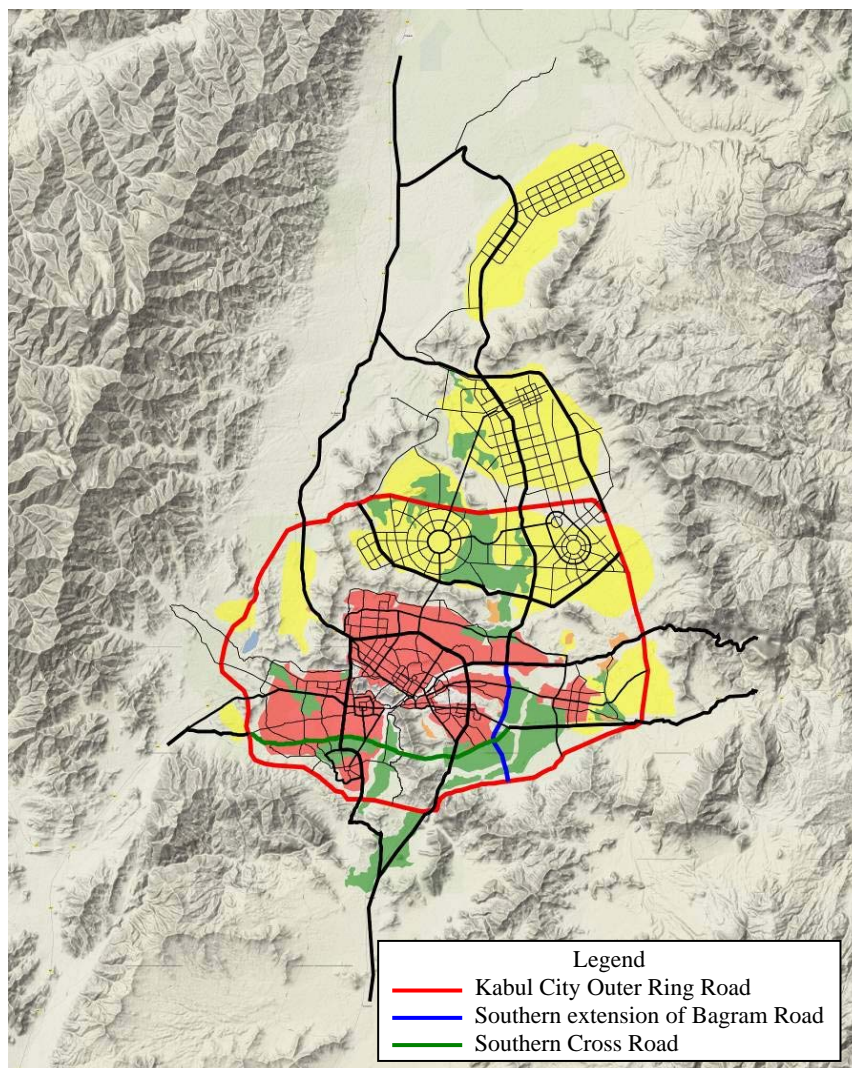 Legend
Kabul City Outer Ring Road
Southern extension of Bagram Road
Southern Cross Road